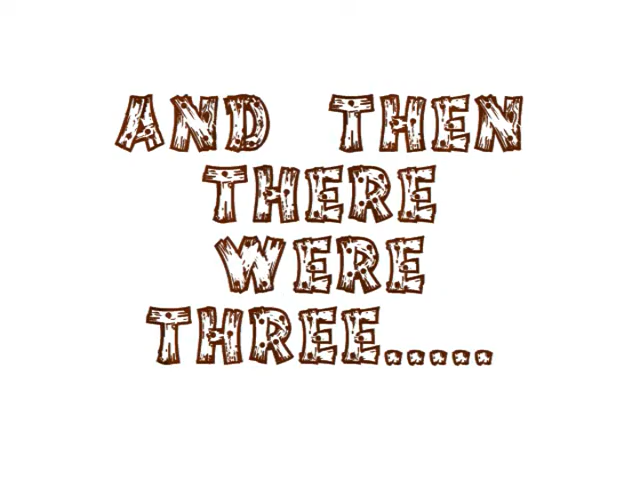 AND THEN
THERE
WERE
THREE.....